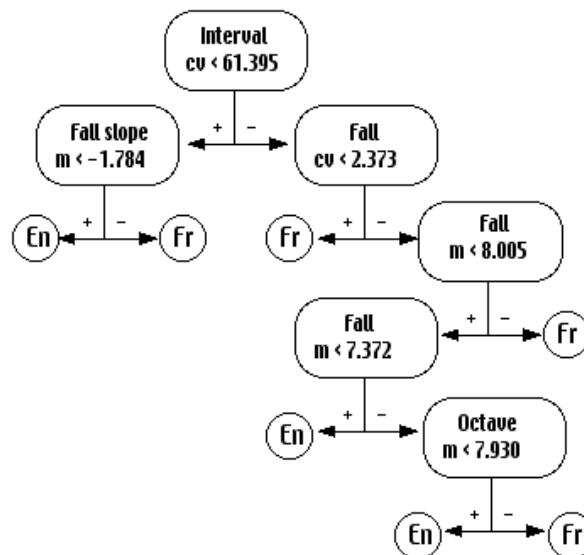 Interval
cv < 61.395
+ −
Fall slope
m < −1.784
Fall
cv < 2.373
+ −
En
Fr
+ −
Fr
Fall
m < 8.005
+ −
Fall
m < 7.372
Fr
+ −
En
Octave
m < 7.930
+ −
En
Fr